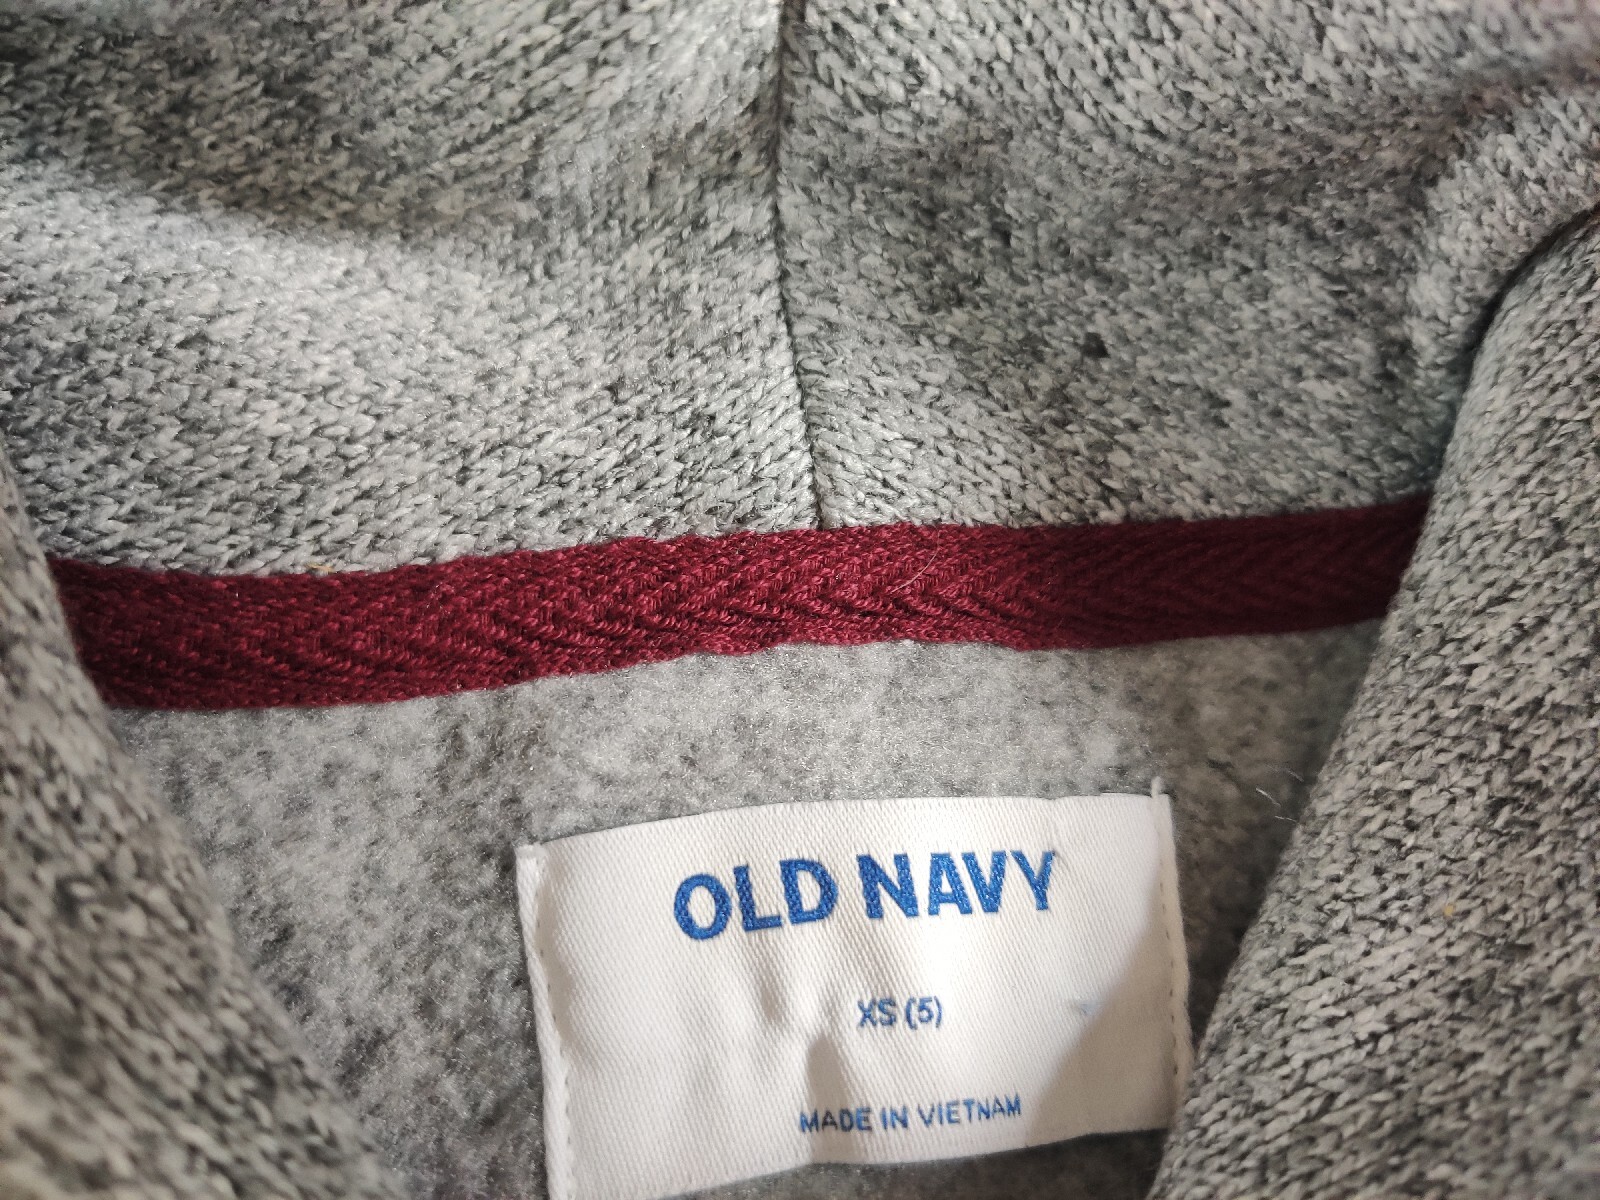 OLD NAVY
XS (5)
MADE IN VIETNAM